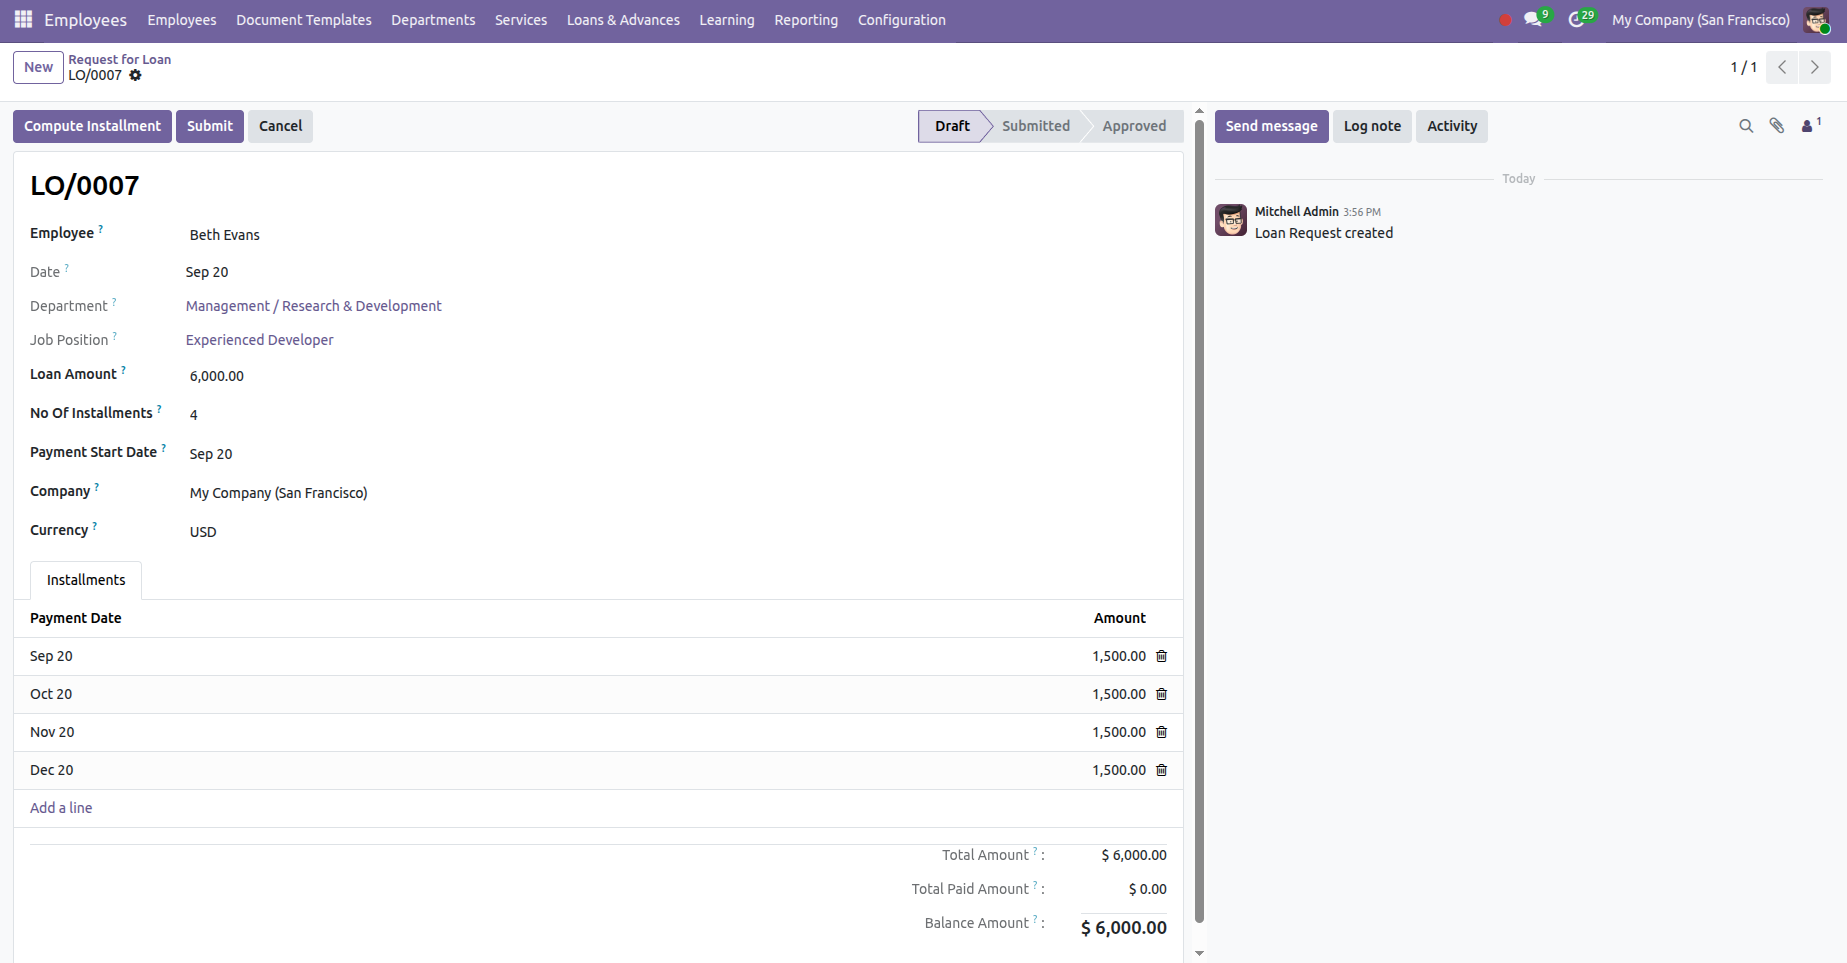 Employees Employees Document Templates Departments Services Loans & Advances Learning Reporting Configuration 9 29 My Company (San Francisco)
New Request for Loan
LO/0007
1 / 1
Compute Installment Submit Cancel Draft Submitted Approved
Send message Log note Activity 1
LO/0007
Employee ? Beth Evans
Date ? Sep 20
Department ? Management / Research & Development
Job Position ? Experienced Developer
Loan Amount ? 6,000.00
No Of Installments ? 4
Payment Start Date ? Sep 20
Company ? My Company (San Francisco)
Currency ? USD
Installments
Payment Date Amount
Sep 20 1,500.00
Oct 20 1,500.00
Nov 20 1,500.00
Dec 20 1,500.00
Add a line
Total Amount ? : $ 6,000.00
Total Paid Amount ? : $ 0.00
Balance Amount ? : $ 6,000.00
Today
Mitchell Admin 3:56 PM
Loan Request created